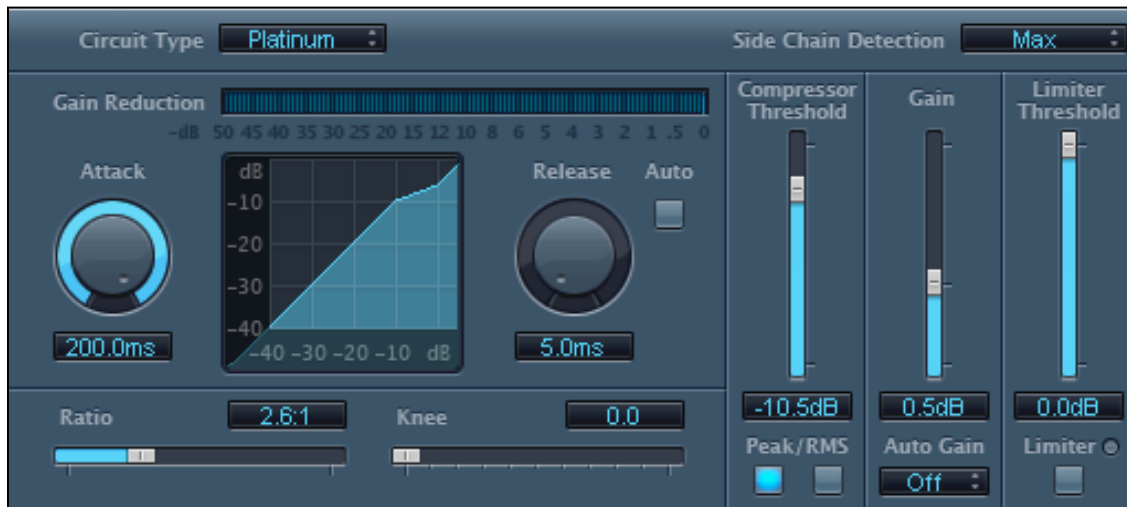 Circuit Type Platinum Side Chain Detection Max
Gain Reduction
-dB 50 45 40 35 30 25 20 15 12 10 8 6 5 4 3 2 1 .5 0
Compressor Threshold
Gain
Limiter Threshold
Attack
200.0ms
dB
-10
-20
-30
-40
-40 -30 -20 -10 dB
Release
5.0ms
Auto
Ratio 2.6:1
Knee 0.0
-10.5dB
0.5dB
0.0dB
Peak/RMS
Auto Gain
Off
Limiter